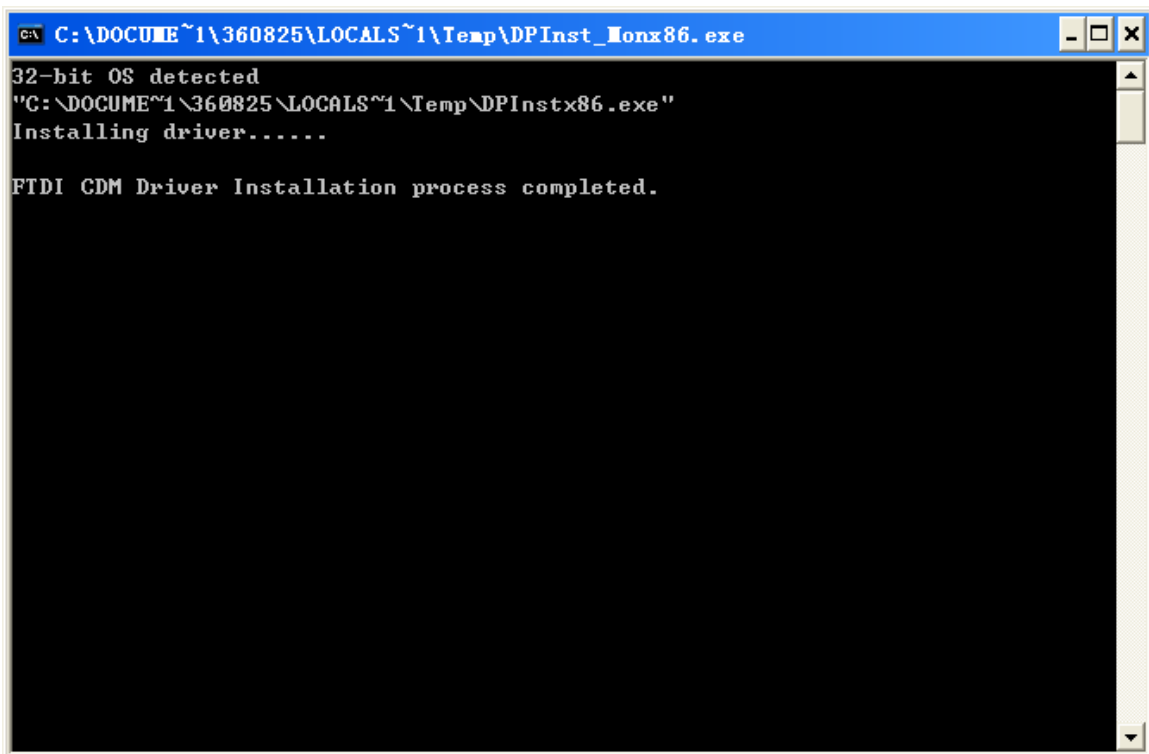 C:\DOCUME~1\360825\LOCALS~1\Temp\DPInst_Monx86.exe
32-bit OS detected
"C:\DOCUME~1\360825\LOCALS~1\Temp\DPInstx86.exe"
Installing driver......
FTDI CDM Driver Installation process completed.